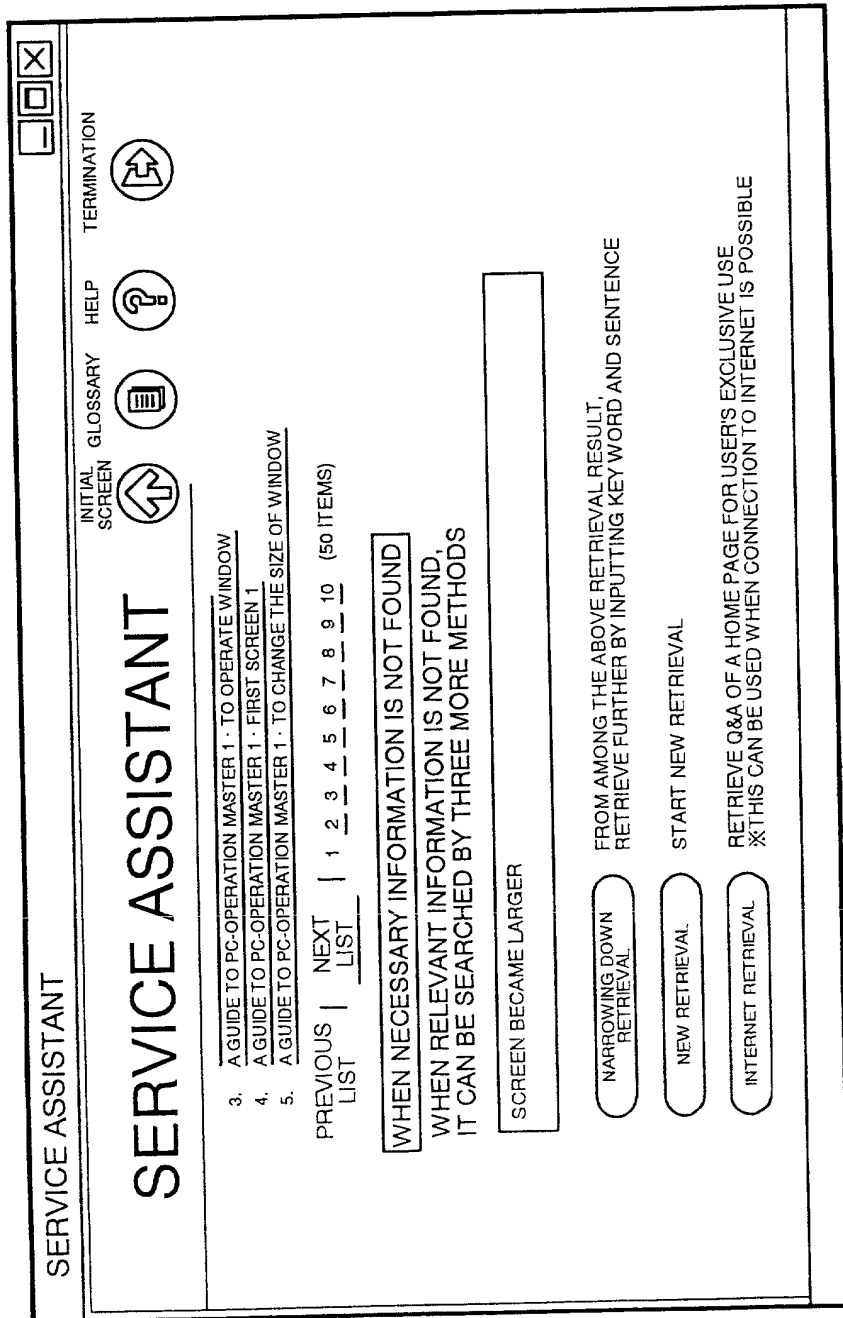 SERVICE ASSISTANT
SERVICE ASSISTANT
INITIAL SCREEN
GLOSSARY
HELP
TERMINATION
3. A GUIDE TO PC-OPERATION MASTER 1 · TO OPERATE WINDOW
4. A GUIDE TO PC-OPERATION MASTER 1 · FIRST SCREEN 1
5. A GUIDE TO PC-OPERATION MASTER 1 · TO CHANGE THE SIZE OF WINDOW
PREVIOUS LIST | NEXT LIST | 1 2 3 4 5 6 7 8 9 10 (50 ITEMS)
WHEN NECESSARY INFORMATION IS NOT FOUND
WHEN RELEVANT INFORMATION IS NOT FOUND,
IT CAN BE SEARCHED BY THREE MORE METHODS
SCREEN BECAME LARGER
NARROWING DOWN
RETRIEVAL
FROM AMONG THE ABOVE RETRIEVAL RESULT,
RETRIEVE FURTHER BY INPUTTING KEY WORD AND SENTENCE
NEW RETRIEVAL
START NEW RETRIEVAL
INTERNET RETRIEVAL
RETRIEVE Q&A OF A HOME PAGE FOR USER'S EXCLUSIVE USE
※THIS CAN BE USED WHEN CONNECTION TO INTERNET IS POSSIBLE